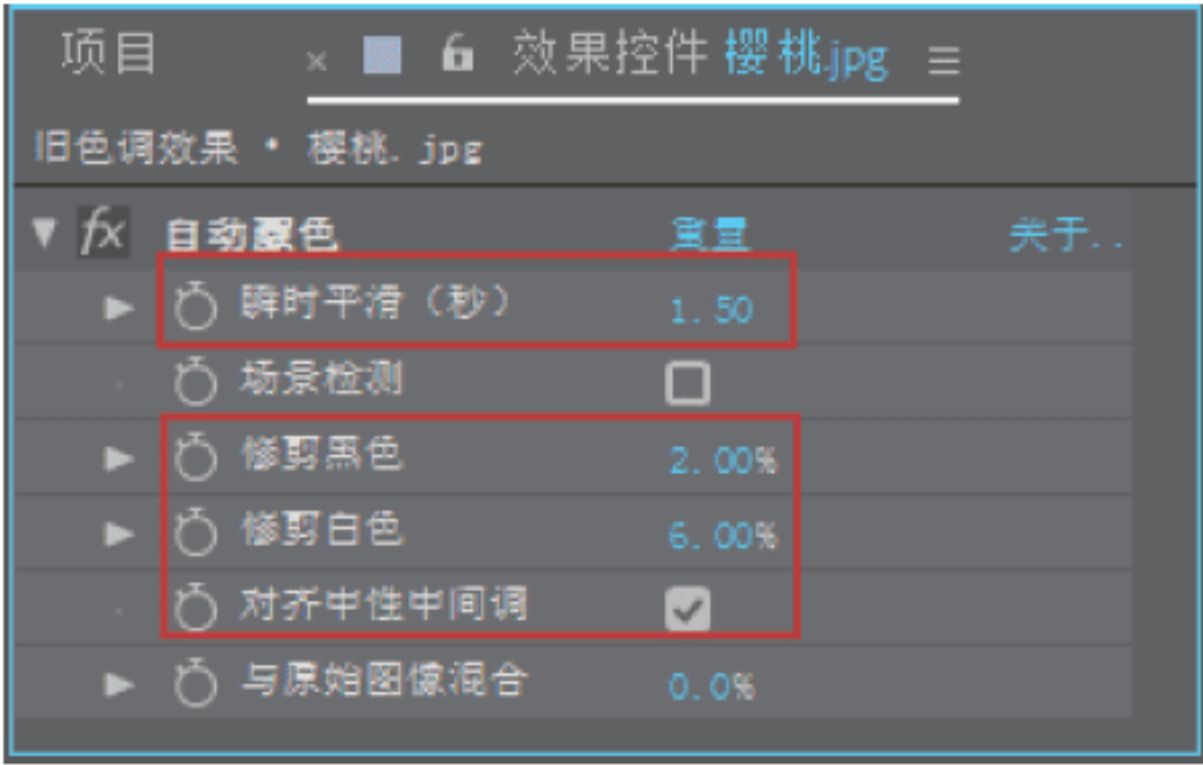 项目 × 效果控件 樱桃.jpg ≡
旧色调效果 • 樱桃.jpg
fx 自动颜色 重置 关于..
瞬时平滑（秒） 1.50
场景检测
修剪黑色 2.00%
修剪白色 6.00%
对齐中性中间调
与原始图像混合 0.0%